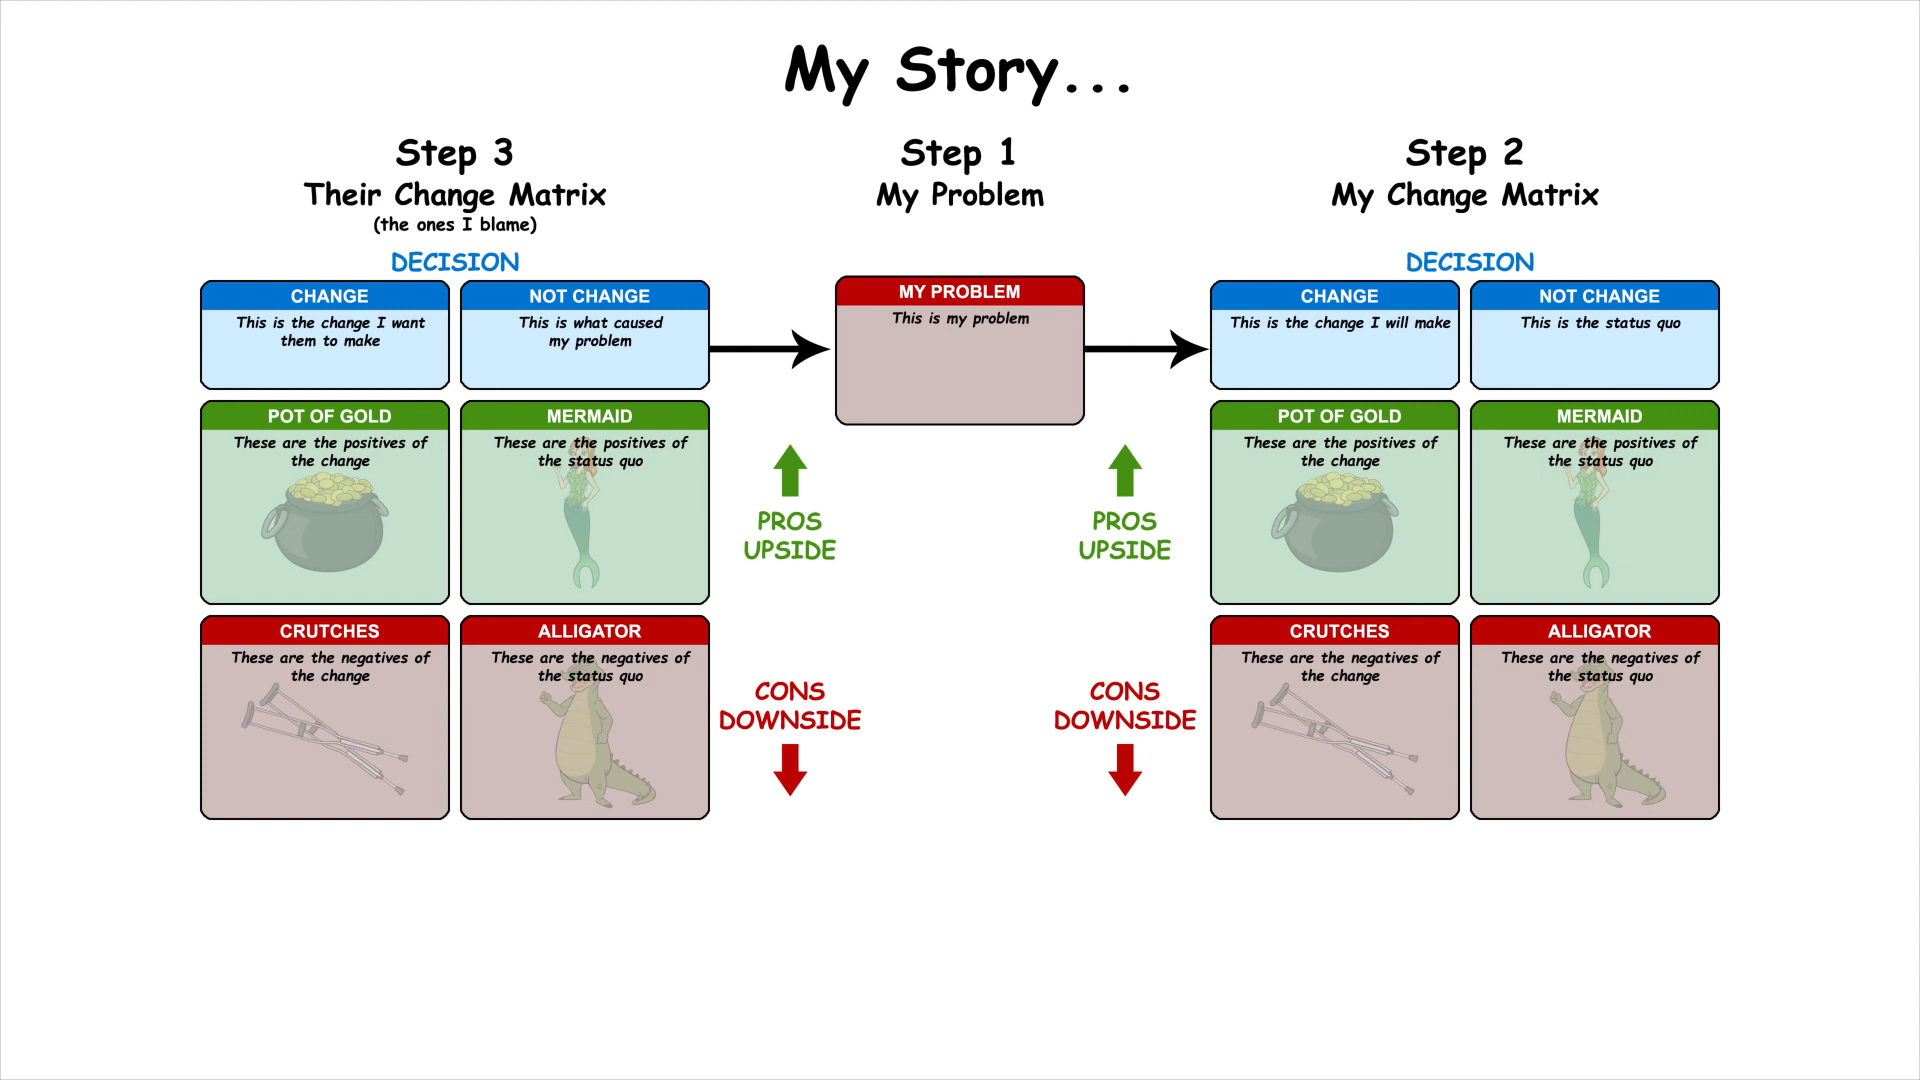 My Story...
Step 3
Their Change Matrix
(the ones I blame)
DECISION
CHANGE
This is the change I want
them to make
NOT CHANGE
This is what caused
my problem
POT OF GOLD
These are the positives of
the change
MERMAID
These are the positives of
the status quo
CRUTCHES
These are the negatives of
the change
ALLIGATOR
These are the negatives of
the status quo
PROS
UPSIDE
CONS
DOWNSIDE
Step 1
My Problem
MY PROBLEM
This is my problem
Step 2
My Change Matrix
DECISION
CHANGE
This is the change I will make
NOT CHANGE
This is the status quo
PROS
UPSIDE
CONS
DOWNSIDE
POT OF GOLD
These are the positives of
the change
MERMAID
These are the positives of
the status quo
CRUTCHES
These are the negatives of
the change
ALLIGATOR
These are the negatives of
the status quo